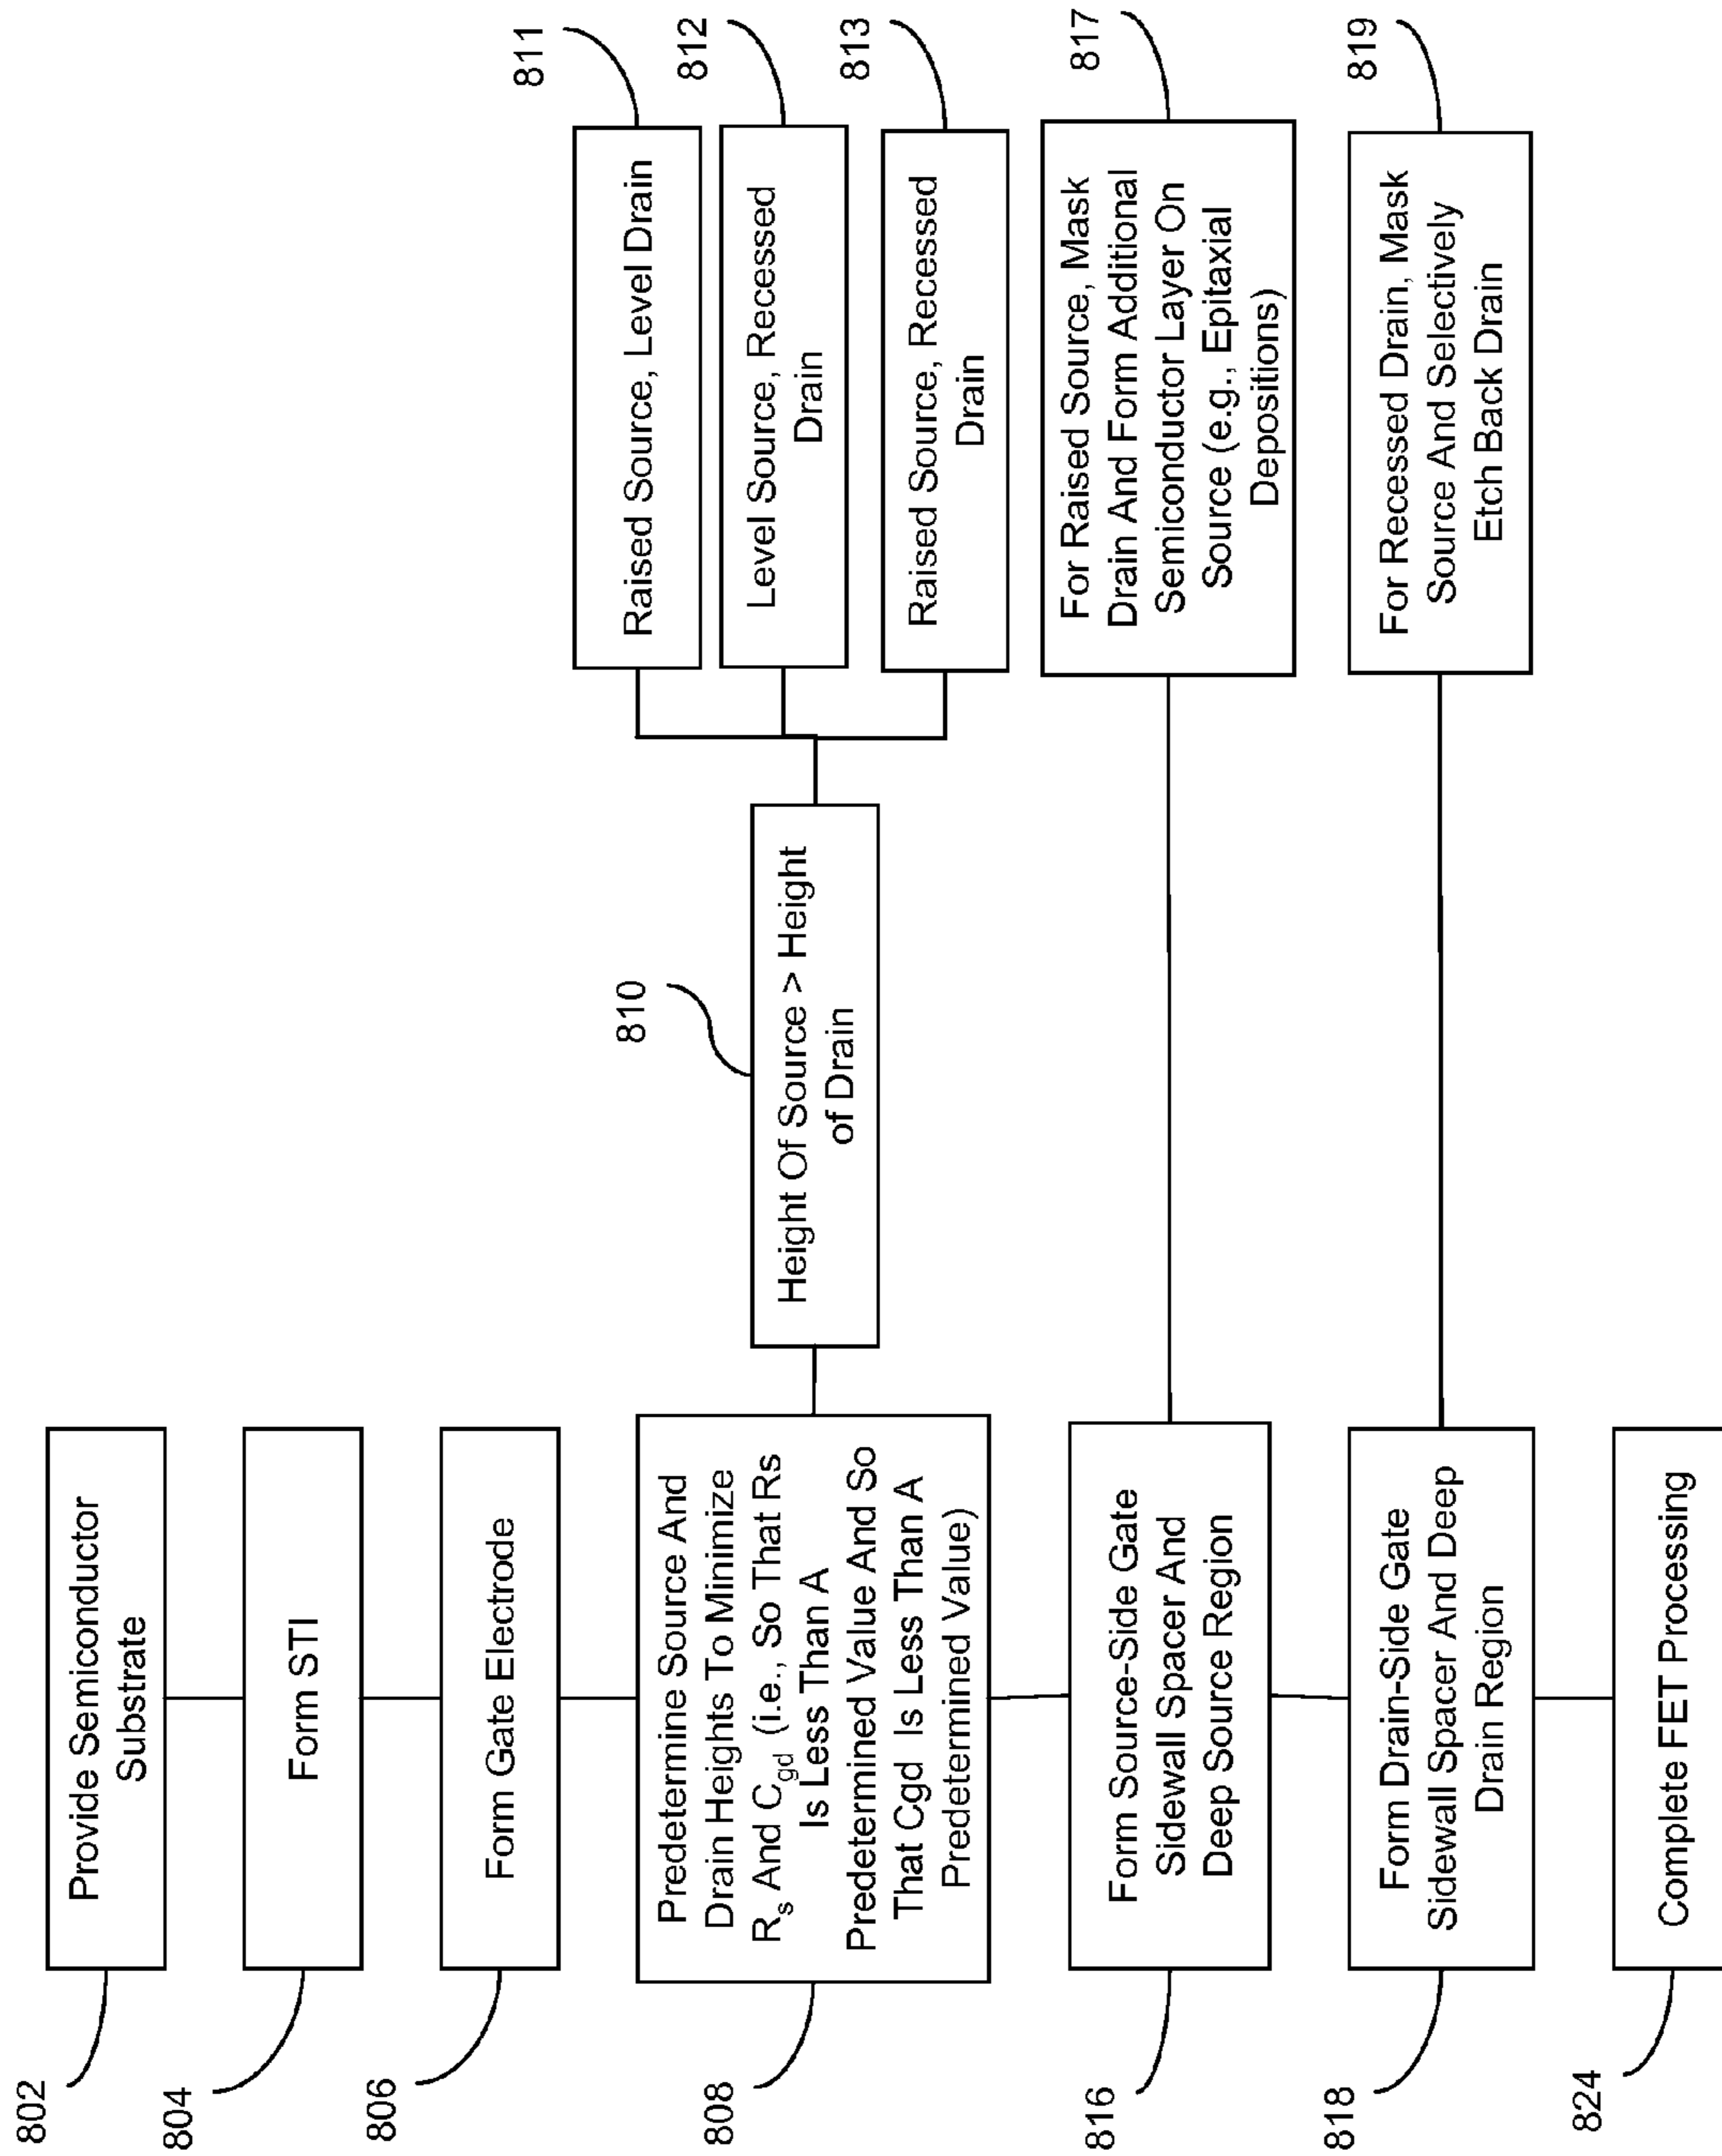 802
Provide Semiconductor
Substrate
804
Form STI
806
Form Gate Electrode
808
Predetermine Source And
Drain Heights To Minimize
Rs And Cgd (i.e., So That Rs
Is Less Than A
Predetermined Value And So
That Cgd Is Less Than A
Predetermined Value)
810
Height Of Source > Height
of Drain
811
Raised Source, Level Drain
812
Level Source, Recessed
Drain
813
Raised Source, Recessed
Drain
816
Form Source-Side Gate
Sidewall Spacer And
Deep Source Region
817
For Raised Source, Mask
Drain And Form Additional
Semiconductor Layer On
Source (e.g., Epitaxial
Depositions)
818
Form Drain-Side Gate
Sidewall Spacer And Deep
Drain Region
819
For Recessed Drain, Mask
Source And Selectively
Etch Back Drain
824
Complete FET Processing